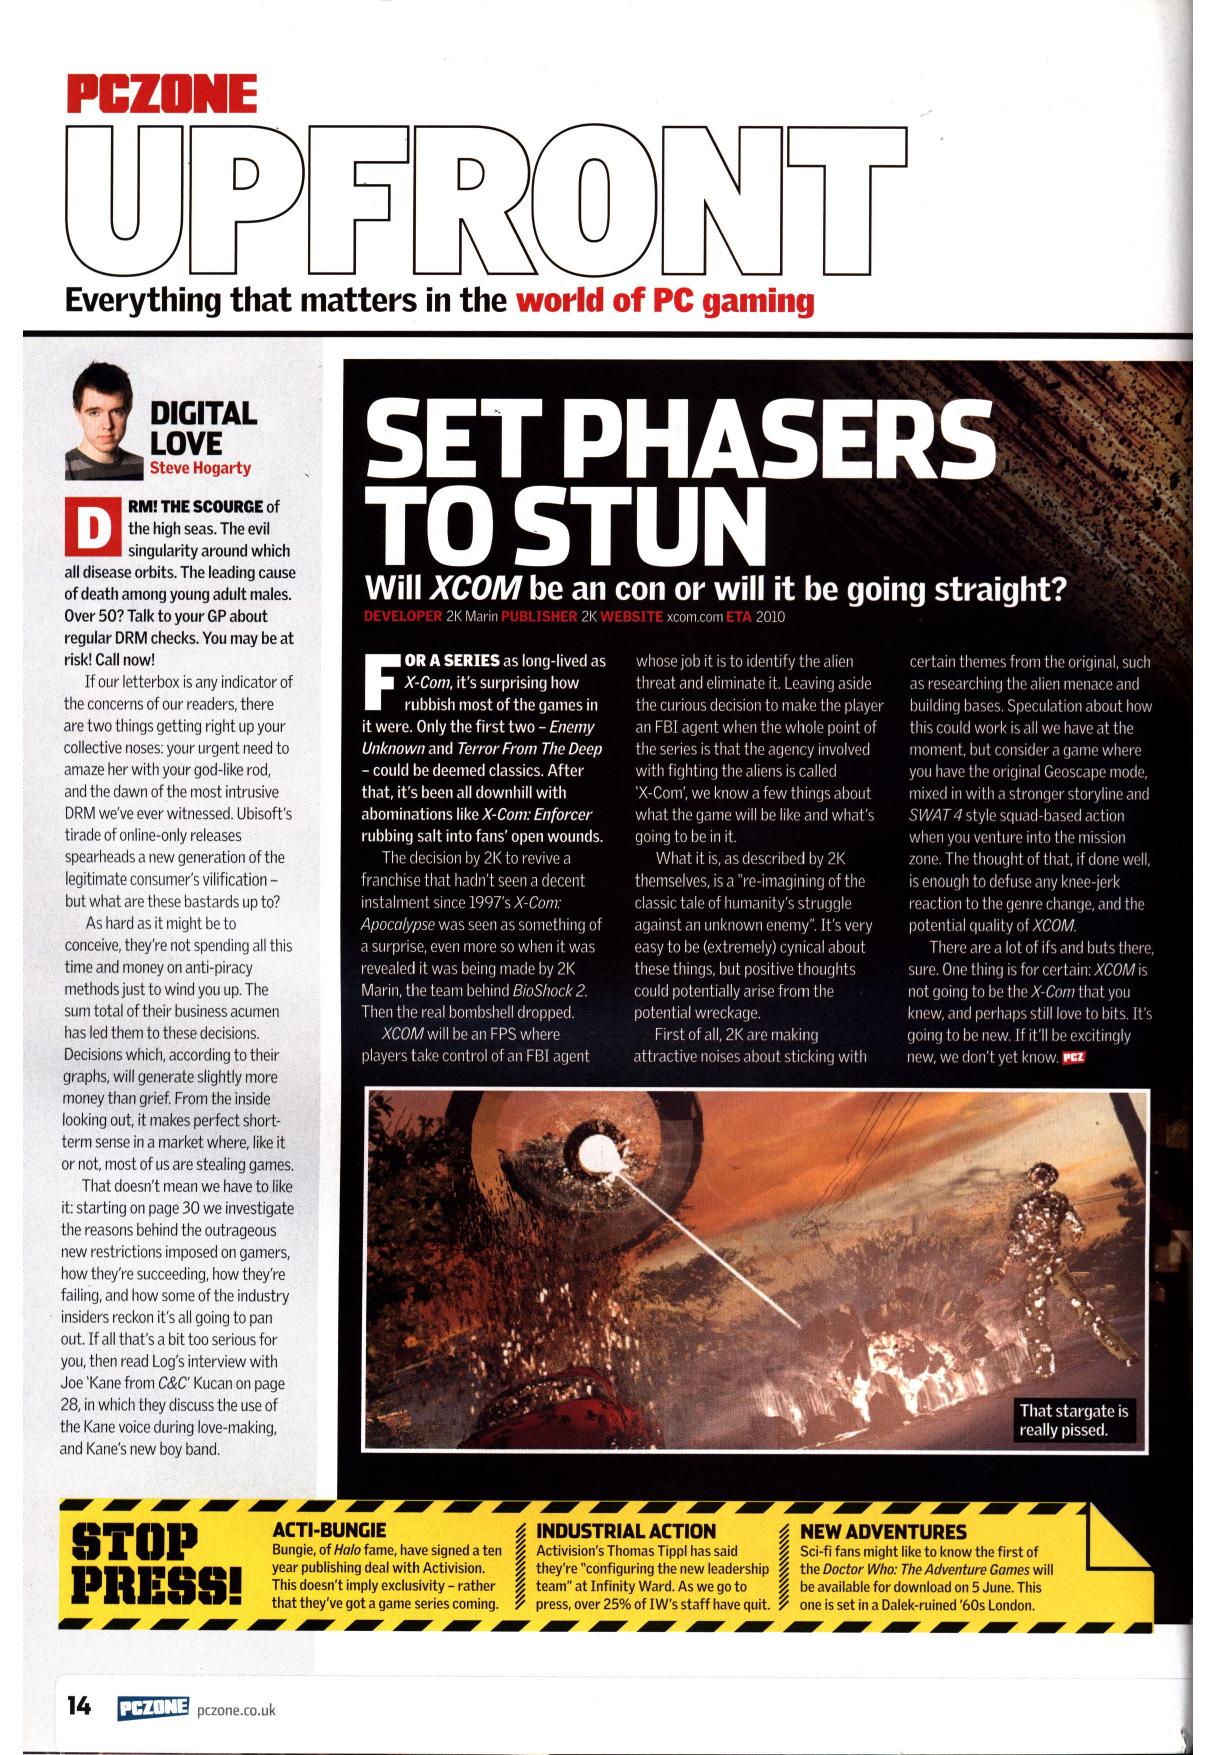 PCZONE
UPFRONT
Everything that matters in the world of PC gaming
DIGITAL
LOVE
Steve Hogarty
DRM! THE SCOURGE of
the high seas. The evil
singularity around which
all disease orbits. The leading cause
of death among young adult males.
Over 50? Talk to your GP about
regular DRM checks. You may be at
risk! Call now!
If our letterbox is any indicator of
the concerns of our readers, there
are two things getting right up your
collective noses: your urgent need to
amaze her with your god-like rod,
and the dawn of the most intrusive
DRM we've ever witnessed. Ubisoft's
tirade of online-only releases
spearheads a new generation of the
legitimate consumer's vilification –
but what are these bastards up to?
As hard as it might be to
conceive, they're not spending all this
time and money on anti-piracy
methods just to wind you up. The
sum total of their business acumen
has led them to these decisions.
Decisions which, according to their
graphs, will generate slightly more
money than grief. From the inside
looking out, it makes perfect short-
term sense in a market where, like it
or not, most of us are stealing games.
That doesn't mean we have to like
it: starting on page 30 we investigate
the reasons behind the outrageous
new restrictions imposed on gamers,
how they're succeeding, how they're
failing, and how some of the industry
insiders reckon it's all going to pan
out. If all that's a bit too serious for
you, then read Log's interview with
Joe 'Kane from C&C' Kucan on page
28, in which they discuss the use of
the Kane voice during love-making,
and Kane's new boy band.
SET PHASERS
TO STUN
Will XCOM be an con or will it be going straight?
DEVELOPER 2K Marin PUBLISHER 2K WEBSITE xcom.com ETA 2010
FOR A SERIES as long-lived as
X-Com, it's surprising how
rubbish most of the games in
it were. Only the first two – Enemy
Unknown and Terror From The Deep
– could be deemed classics. After
that, it's been all downhill with
abominations like X-Com: Enforcer
rubbing salt into fans' open wounds.
The decision by 2K to revive a
franchise that hadn't seen a decent
instalment since 1997's X-Com:
Apocalypse was seen as something of
a surprise, even more so when it was
revealed it was being made by 2K
Marin, the team behind BioShock 2.
Then the real bombshell dropped.
XCOM will be an FPS where
players take control of an FBI agent
whose job it is to identify the alien
threat and eliminate it. Leaving aside
the curious decision to make the player
an FBI agent when the whole point of
the series is that the agency involved
with fighting the aliens is called
'X-Com', we know a few things about
what the game will be like and what's
going to be in it.
What it is, as described by 2K
themselves, is a "re-imagining of the
classic tale of humanity's struggle
against an unknown enemy". It's very
easy to be (extremely) cynical about
these things, but positive thoughts
could potentially arise from the
potential wreckage.
First of all, 2K are making
attractive noises about sticking with
certain themes from the original, such
as researching the alien menace and
building bases. Speculation about how
this could work is all we have at the
moment, but consider a game where
you have the original Geoscape mode,
mixed in with a stronger storyline and
SWAT 4 style squad-based action
when you venture into the mission
zone. The thought of that, if done well,
is enough to defuse any knee-jerk
reaction to the genre change, and the
potential quality of XCOM.
There are a lot of ifs and buts there,
sure. One thing is for certain: XCOM is
not going to be the X-Com that you
knew, and perhaps still love to bits. It's
going to be new. If it'll be excitingly
new, we don't yet know. PCZ
That stargate is
really pissed.
STOP
PRESS!
ACTI-BUNGIE
Bungie, of Halo fame, have signed a ten
year publishing deal with Activision.
This doesn't imply exclusivity – rather
that they've got a game series coming.
INDUSTRIAL ACTION
Activision's Thomas Tippl has said
they're "configuring the new leadership
team" at Infinity Ward. As we go to
press, over 25% of IW's staff have quit.
NEW ADVENTURES
Sci-fi fans might like to know the first of
the Doctor Who: The Adventure Games will
be available for download on 5 June. This
one is set in a Dalek-ruined '60s London.
14 PCZONE pczone.co.uk